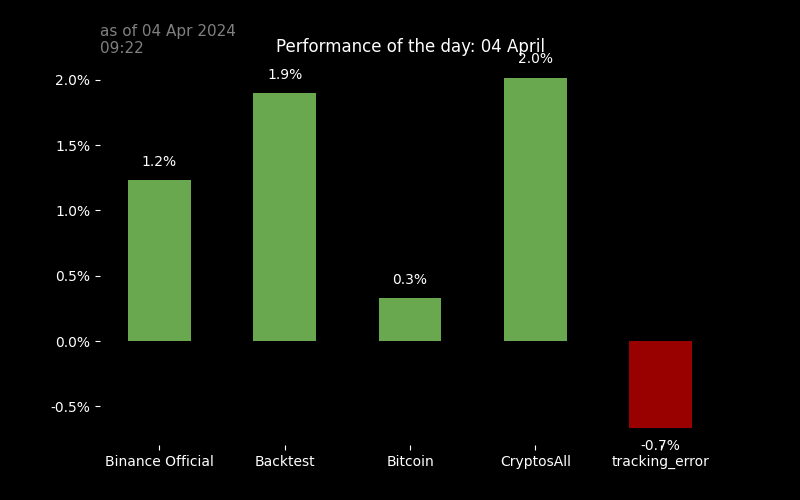 as of 04 Apr 2024
09:22
Performance of the day: 04 April
2.0%
1.5%
1.0%
0.5%
0.0%
-0.5%
1.2%
1.9%
0.3%
2.0%
-0.7%
Binance Official
Backtest
Bitcoin
CryptosAll
tracking_error